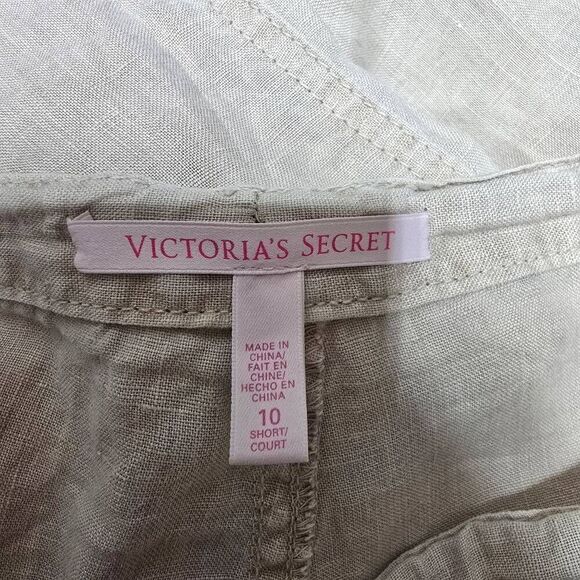 VICTORIA'S SECRET
MADE IN
CHINA/
FAIT EN
CHINE/
HECHO EN
CHINA
10
SHORT/
COURT